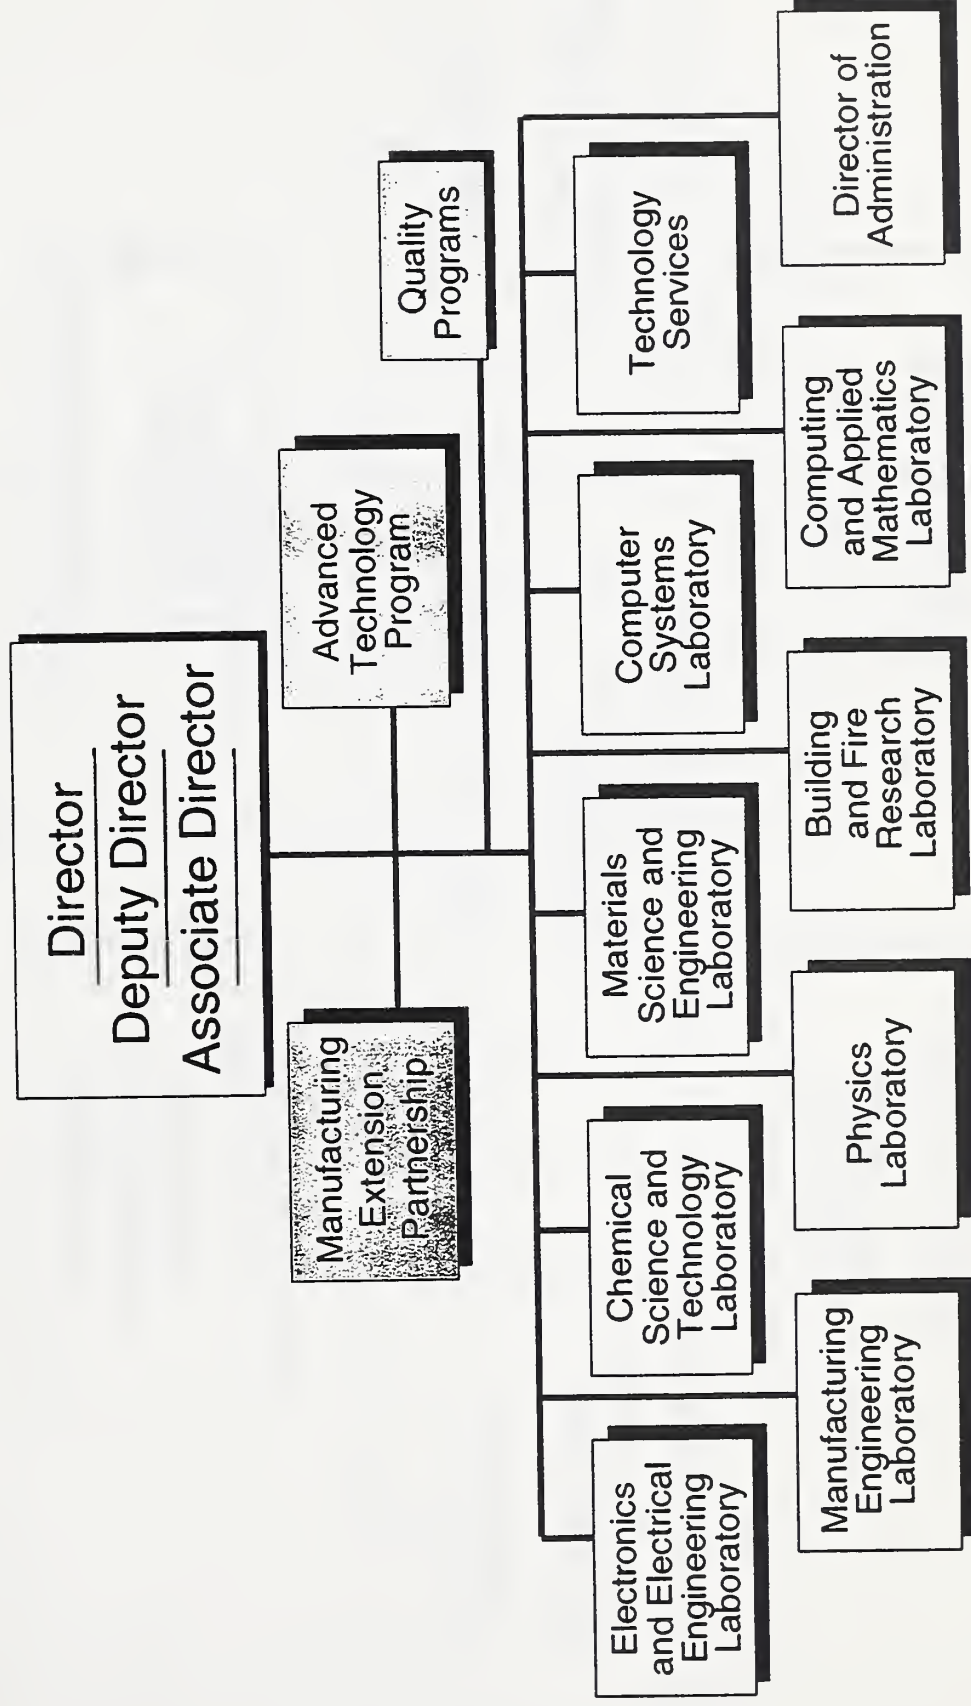 Director
Deputy Director
Associate Director
Manufacturing
Extension
Partnership
Advanced
Technology
Program
Quality
Programs
Electronics
and Electrical
Engineering
Laboratory
Chemical
Science and
Technology
Laboratory
Materials
Science and
Engineering
Laboratory
Computer
Systems
Laboratory
Technology
Services
Manufacturing
Engineering
Laboratory
Physics
Laboratory
Building
and Fire
Research
Laboratory
Computing
and Applied
Mathematics
Laboratory
Director of
Administration